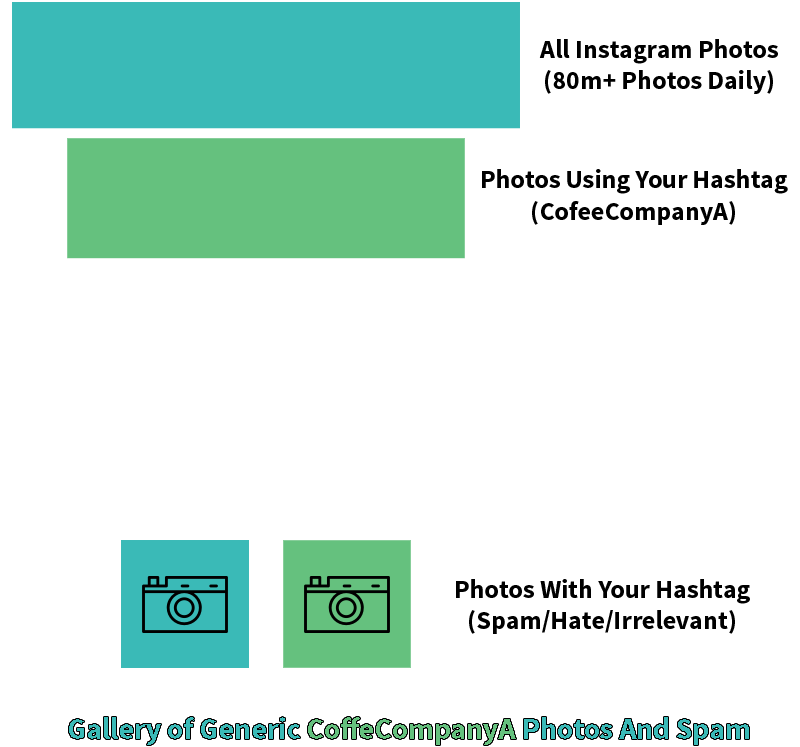 All Instagram Photos
(80m+ Photos Daily)
Photos Using Your Hashtag
(CofeeCompanyA)
Photos With Your Hashtag
(Spam/Hate/Irrelevant)
Gallery of Generic CoffeCompanyA Photos And Spam